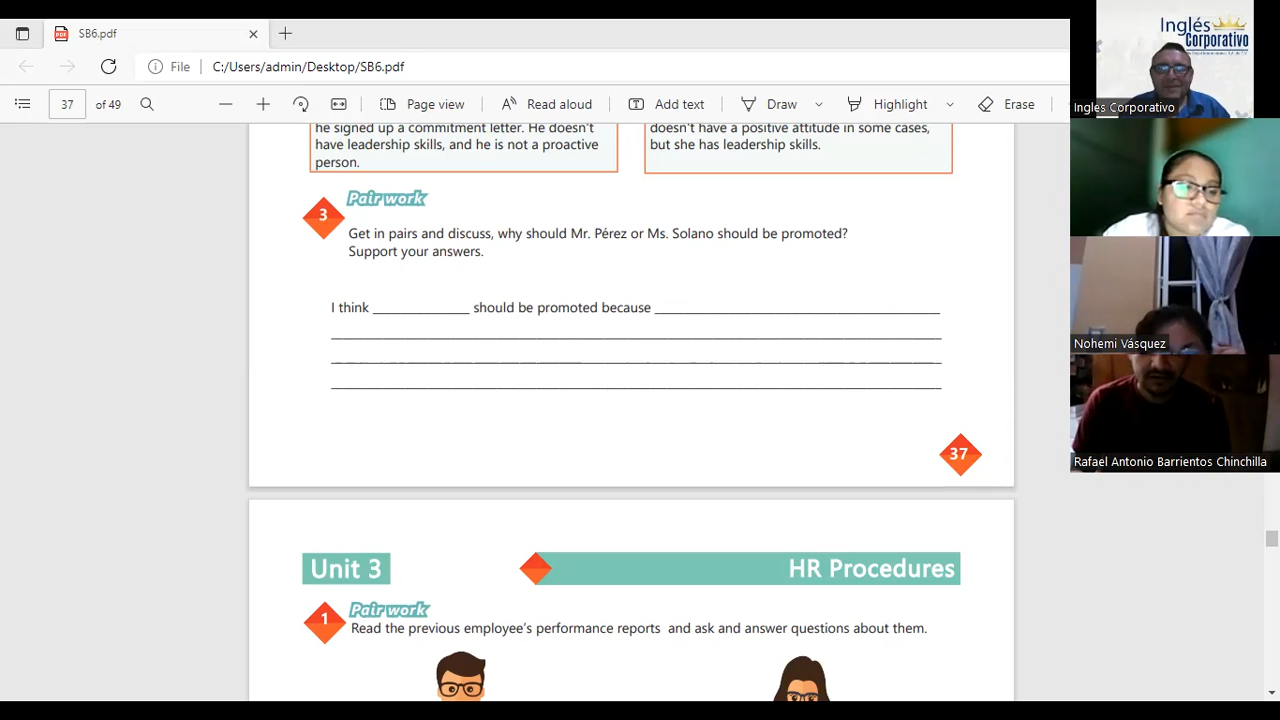 SB6.pdf
File C:/Users/admin/Desktop/SB6.pdf
37 of 49 Page view Read aloud Add text Draw Highlight Erase
he signed up a commitment letter. He doesn't
have leadership skills, and he is not a proactive
person.
doesn't have a positive attitude in some cases,
but she has leadership skills.
3 Pair work
Get in pairs and discuss, why should Mr. Pérez or Ms. Solano should be promoted?
Support your answers.
I think ____________ should be promoted because ____________
37
Unit 3
HR Procedures
1 Pair work
Read the previous employee's performance reports and ask and answer questions about them.
Inglés
Corporativo
Ingles Corporativo
Nohemi Vásquez
Rafael Antonio Barrientos Chinchilla